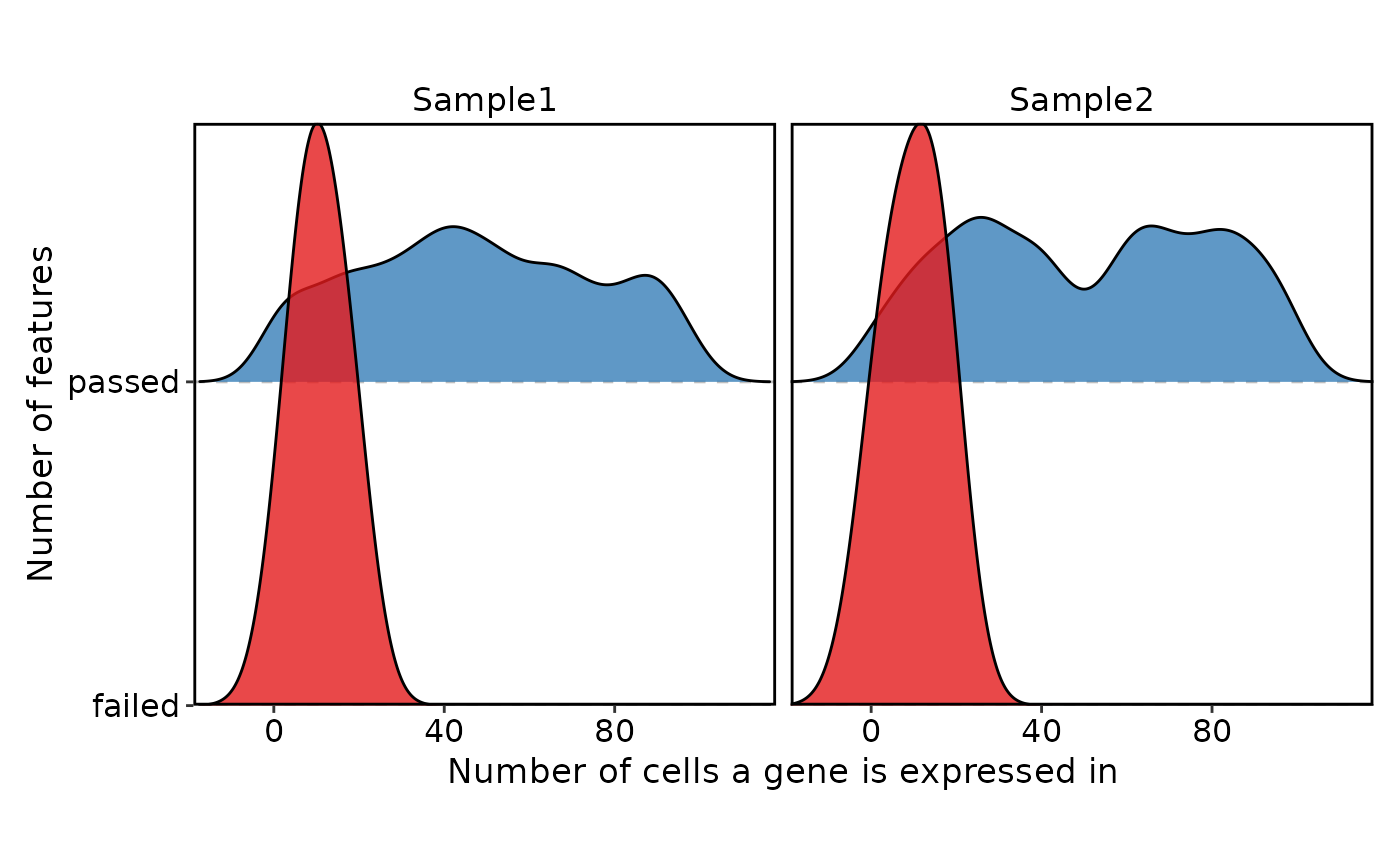 Sample1
Sample2
Number of features
passed
failed
0 40 80
0 40 80
Number of cells a gene is expressed in